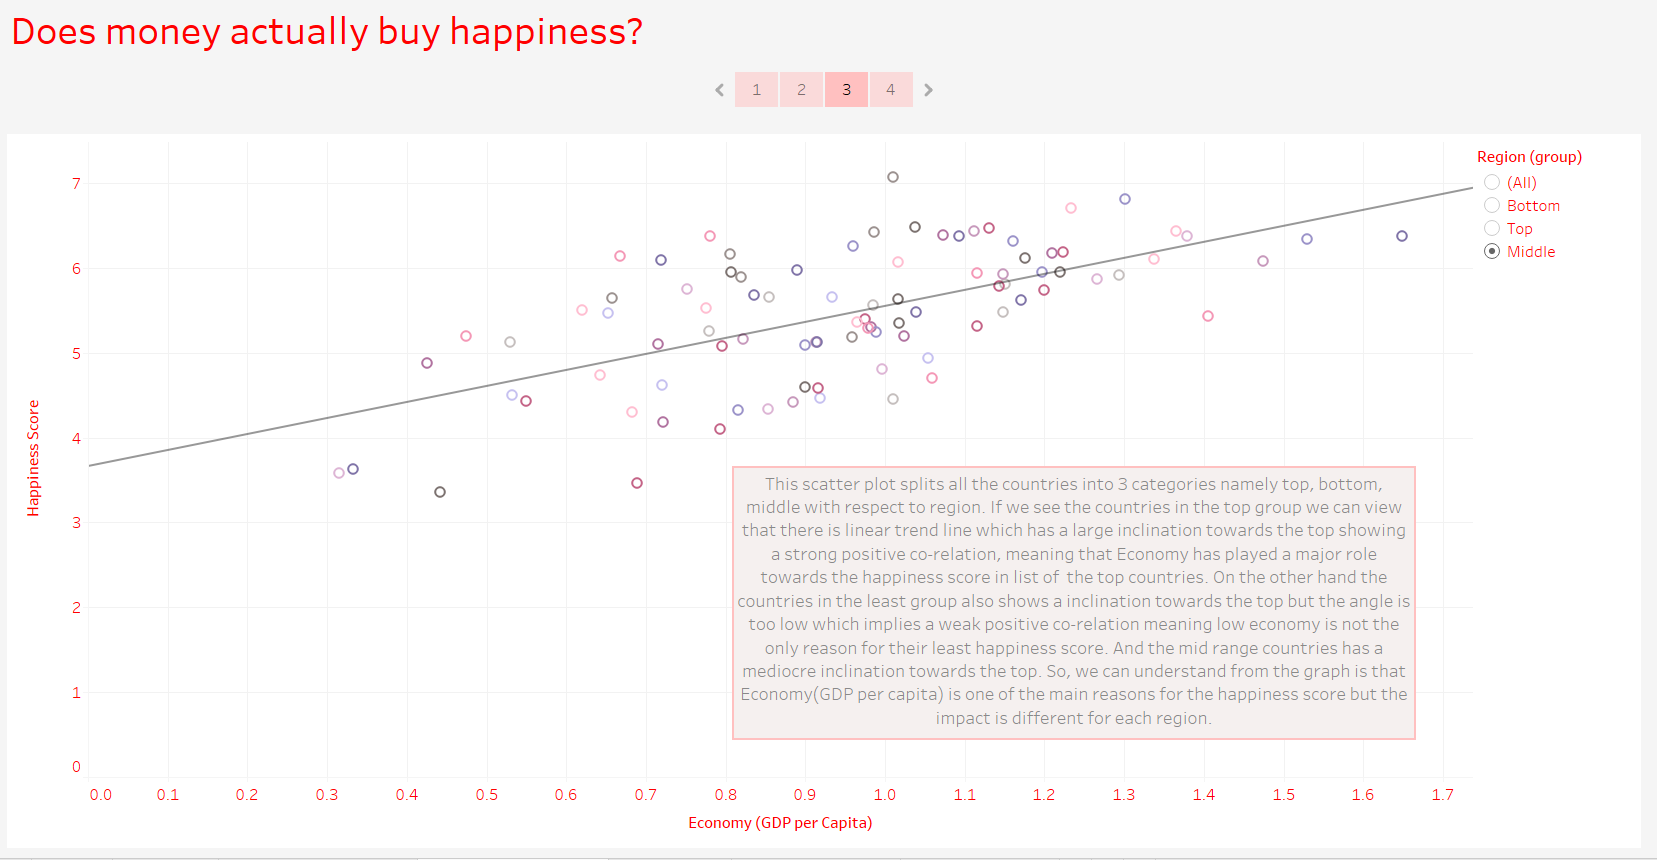 Does money actually buy happiness?
1 2 3 4
Region (group)
(All)
Bottom
Top
Middle
Happiness Score
7
6
5
4
3
2
1
0
This scatter plot splits all the countries into 3 categories namely top, bottom,
middle with respect to region. If we see the countries in the top group we can view
that there is linear trend line which has a large inclination towards the top showing
a strong positive co-relation, meaning that Economy has played a major role
towards the happiness score in list of  the top countries. On the other hand the
countries in the least group also shows a inclination towards the top but the angle is
too low which implies a weak positive co-relation meaning low economy is not the
only reason for their least happiness score. And the mid range countries has a
mediocre inclination towards the top. So, we can understand from the graph is that
Economy(GDP per capita) is one of the main reasons for the happiness score but the
impact is different for each region.
0.0 0.1 0.2 0.3 0.4 0.5 0.6 0.7 0.8 0.9 1.0 1.1 1.2 1.3 1.4 1.5 1.6 1.7
Economy (GDP per Capita)